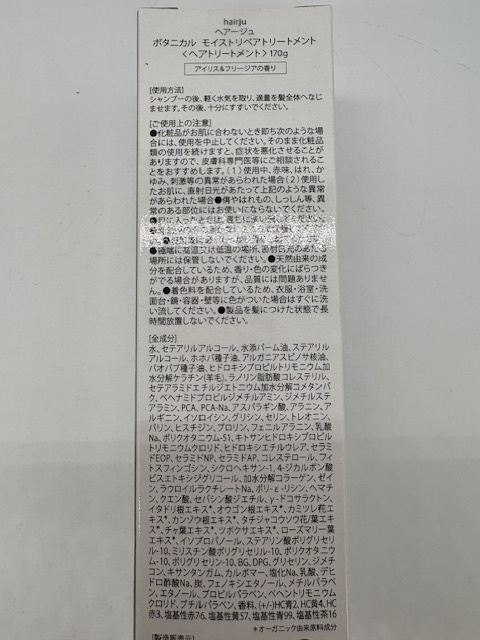 hairju
ヘアージュ
ボタニカル モイストリペアトリートメント
〈ヘアトリートメント〉170g
アイリス&フリージアの香り
[使用方法]
シャンプーの後、軽く水気を取り、適量を髪全体へなじ
ませます。その後、十分にすすいでください。
[ご使用上の注意]
●化粧品がお肌に合わないとき即ち次のような場
合には、使用を中止してください。そのまま化粧品
類の使用を続けますと、症状を悪化させることが
ありますので、皮膚科専門医等にご相談されるこ
とをおすすめします。(1)使用中、赤味、はれ、か
ゆみ、刺激等の異常があらわれた場合(2)使用し
たお肌に、直射日光があたって上記のような異常
があらわれた場合●傷やはれもの、しっしん等、異
常のある部位にはお使いにならないでください。
●極端に高温又は低温の場所、直射日光のあたる
場所には保管しないでください。●天然由来の成
分を配合しているため、香り・色の変化にばらつき
がでる場合がありますが、品質には問題ありませ
ん。●着色料を配合しているため、衣服・浴室・洗
面台・鏡・容器・壁等に色がついた場合はすぐに洗
い流してください。●製品を髪につけた状態で長
時間放置しないでください。
[全成分]
水、セテアリルアルコール、水添パーム油、ステアリル
アルコール、ホホバ種子油、アルガニアスピノサ核油、
バオバブ種子油、ヒドロキシプロピルトリモニウム
加水分解ケラチン(羊毛)、ラノリン脂肪酸コレステリル、
セテアラミドエチルジエトニウム加水分解コメタンパ
ク、ベヘナミドプロピルジメチルアミン、ジメチルステ
アラミン、PCA、PCA-Na、アスパラギン酸、アラニン、ア
ルギニン、イソロイシン、グリシン、セリン、トレオニン、
バリン、ヒスチジン、プロリン、フェニルアラニン、乳酸
Na、ポリクオタニウム-51、キトサンヒドロキシプロピル
トリモニウムクロリド、ヒドロキシエチルウレア、セラミ
ドEOP、セラミドNP、セラミドAP、コレステロール、フィ
トスフィンゴシン、シクロヘキサン-1, 4-ジカルボン酸
ビスエトキシジグリコール、加水分解コラーゲン、ゼイ
ン、ラウロイルラクチレートNa、ポリ-ε-リシン、ヘマチ
ン、クエン酸、セバシン酸ジエチル、γ-ドコサラクトン、
イタドリ根エキス*、オウゴン根エキス*、カミツレ花エ
キス*、カンゾウ根エキス*、タチジャコウソウ花/葉エキ
ス*、チャ葉エキス*、ツボクサエキス*、ローズマリー葉
エキス*、イソプロパノール、ステアリン酸ポリグリセリ
ル-10、ミリスチン酸ポリグリセリル-10、ポリクオタニウ
ム-10、ポリグリセリン-10、BG、DPG、グリセリン、ジメチ
コン、キサンタンガム、カルボマー、塩化Na、乳酸、デヒ
ドロ酢酸Na、炭、フェノキシエタノール、メチルパラベ
ン、エタノール、プロピルパラベン、ベヘントリモニウム
クロリド、ブチルパラベン、香料、(+/-)HC青2、HC黄4、HC
赤3、塩基性赤76、塩基性黄57、塩基性青99、塩基性茶16
*オーガニック由来原料成分
[製造販売元]